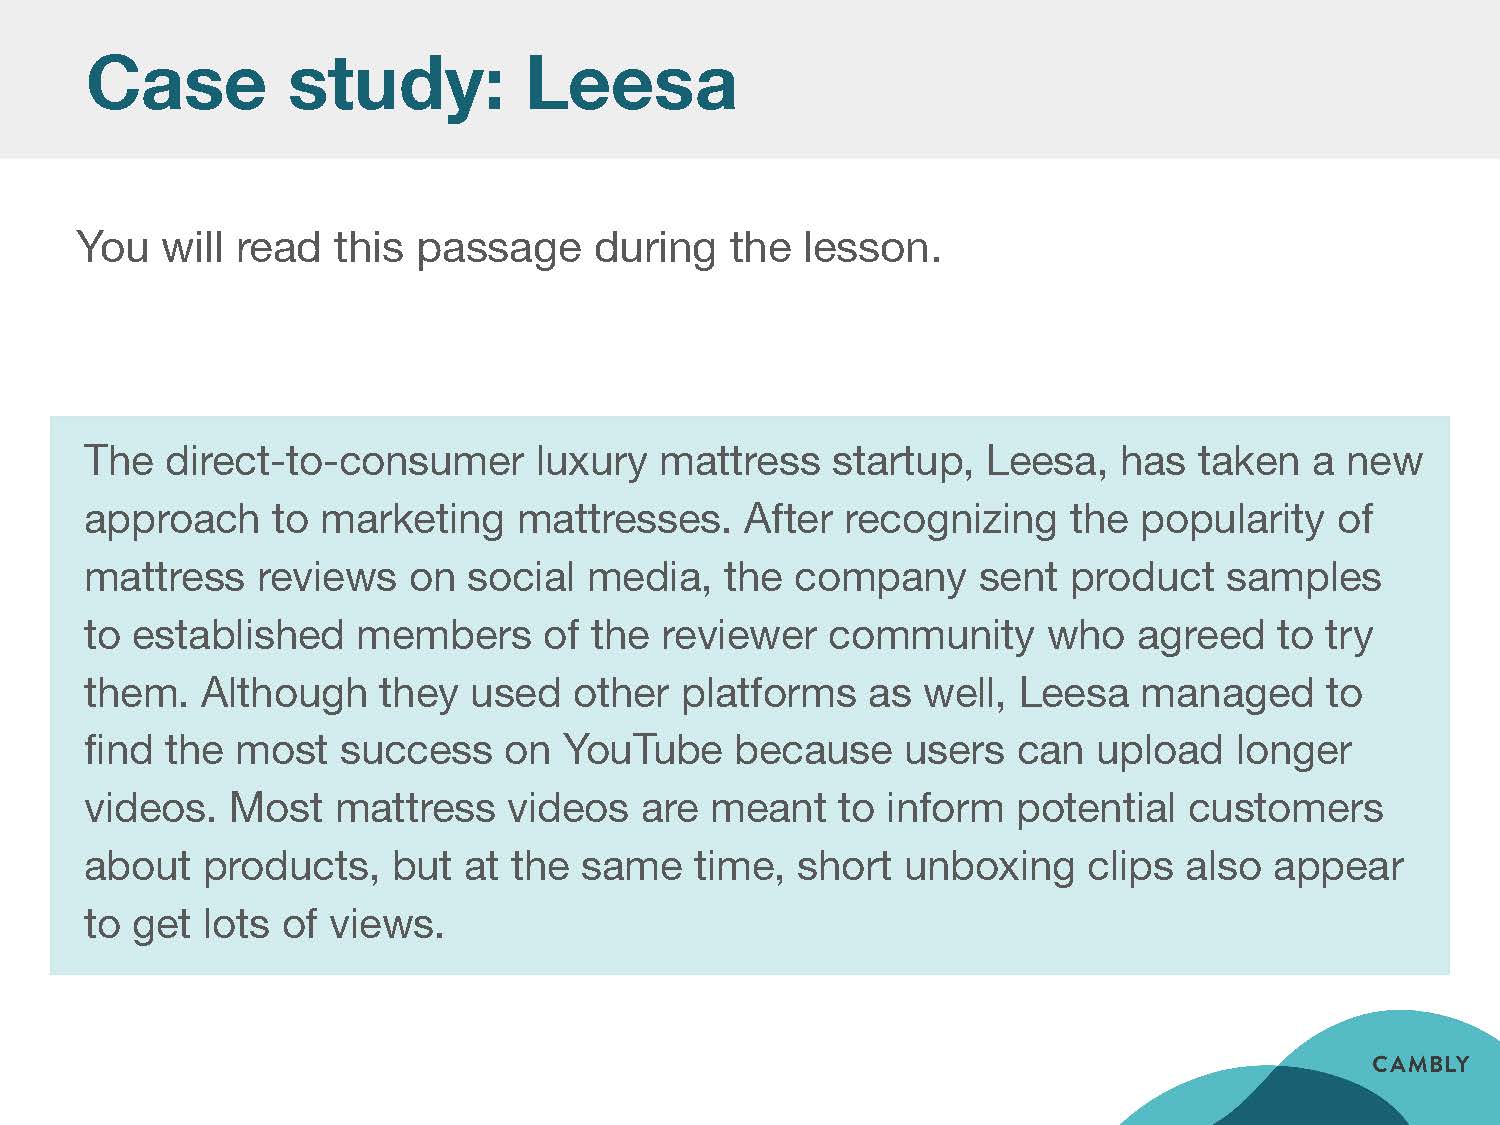 Case study: Leesa
You will read this passage during the lesson.
The direct-to-consumer luxury mattress startup, Leesa, has taken a new
approach to marketing mattresses. After recognizing the popularity of
mattress reviews on social media, the company sent product samples
to established members of the reviewer community who agreed to try
them. Although they used other platforms as well, Leesa managed to
find the most success on YouTube because users can upload longer
videos. Most mattress videos are meant to inform potential customers
about products, but at the same time, short unboxing clips also appear
to get lots of views.
CAMBLY